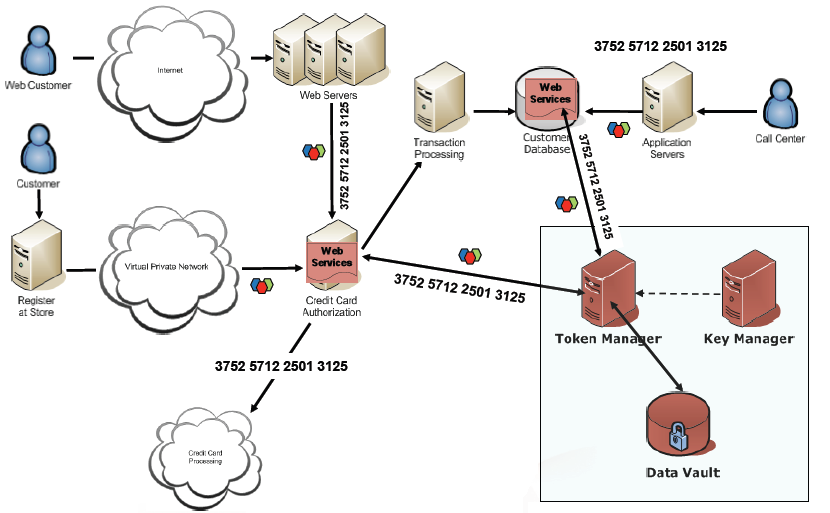 Web Customer
Internet
Web Servers
3752 5712 2501 3125
3752 5712 2501 3125
Transaction
Processing
Web
Services
Customer
Database
Application
Servers
Call Center
3752 5712 2501 3125
Customer
Register
at Store
Virtual Private Network
Web
Services
Credit Card
Authorization
3752 5712 2501 3125
3752 5712 2501 3125
Credit Card
Processing
Token Manager
Key Manager
Data Vault